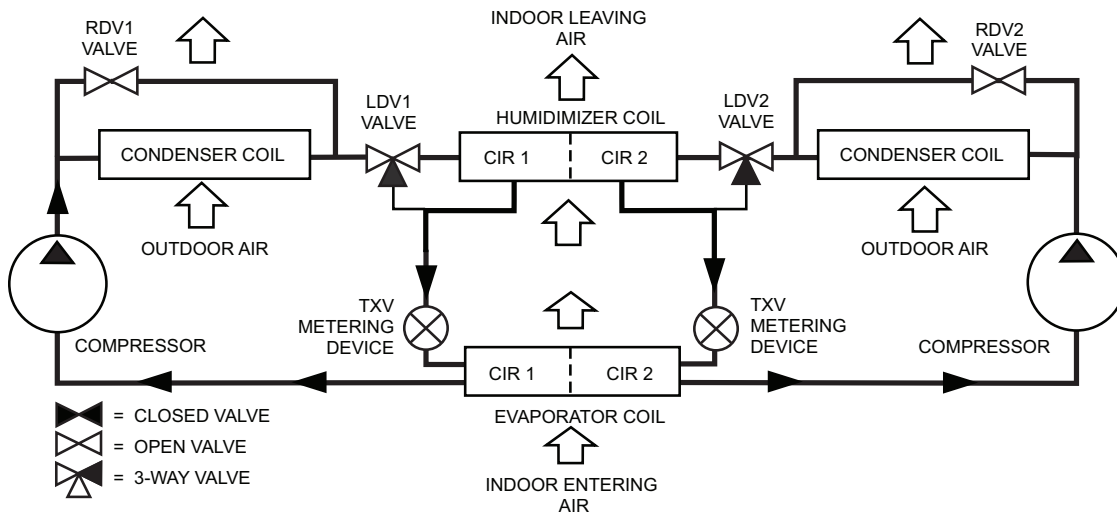 RDV1
VALVE
INDOOR LEAVING
AIR
RDV2
VALVE
LDV1
VALVE
HUMIDIMIZER COIL
LDV2
VALVE
CONDENSER COIL
CIR 1
CIR 2
CONDENSER COIL
OUTDOOR AIR
OUTDOOR AIR
TXV
METERING
DEVICE
TXV
METERING
DEVICE
COMPRESSOR
COMPRESSOR
CIR 1
CIR 2
EVAPORATOR COIL
= CLOSED VALVE
= OPEN VALVE
= 3-WAY VALVE
INDOOR ENTERING
AIR